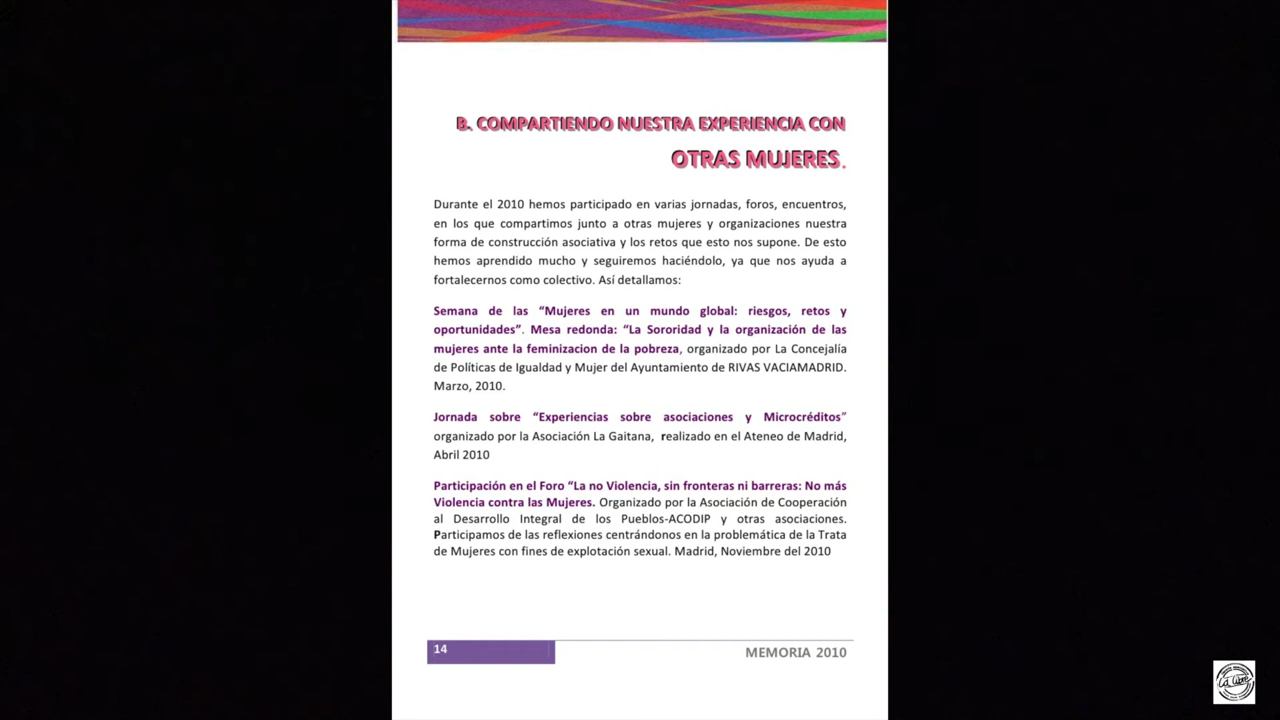 B. COMPARTIENDO NUESTRA EXPERIENCIA CON
OTRAS MUJERES.
Durante el 2010 hemos participado en varias jornadas, foros, encuentros,
en los que compartimos junto a otras mujeres y organizaciones nuestra
forma de construcción asociativa y los retos que esto nos supone. De esto
hemos aprendido mucho y seguiremos haciéndolo, ya que nos ayuda a
fortalecernos como colectivo. Así detallamos:
Semana de las “Mujeres en un mundo global: riesgos, retos y
oportunidades”. Mesa redonda: “La Sororidad y la organización de las
mujeres ante la feminizacion de la pobreza, organizado por La Concejalía
de Políticas de Igualdad y Mujer del Ayuntamiento de RIVAS VACIAMADRID.
Marzo, 2010.
Jornada sobre “Experiencias sobre asociaciones y Microcréditos”
organizado por la Asociación La Gaitana, realizado en el Ateneo de Madrid,
Abril 2010
Participación en el Foro “La no Violencia, sin fronteras ni barreras: No más
Violencia contra las Mujeres. Organizado por la Asociación de Cooperación
al Desarrollo Integral de los Pueblos-ACODIP y otras asociaciones.
Participamos de las reflexiones centrándonos en la problemática de la Trata
de Mujeres con fines de explotación sexual. Madrid, Noviembre del 2010
14
MEMORIA 2010